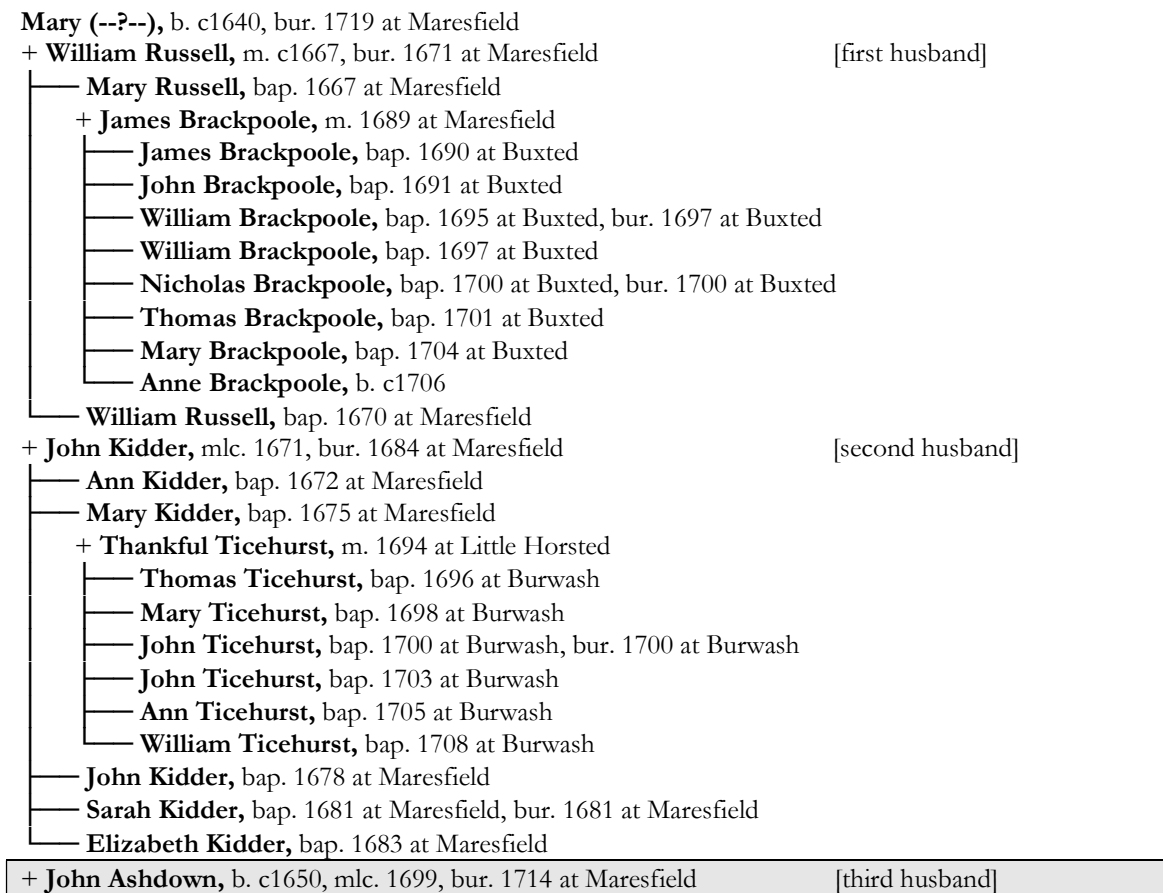 Mary (--?--), b. c1640, bur. 1719 at Maresfield
+ William Russell, m. c1667, bur. 1671 at Maresfield [first husband]
Mary Russell, bap. 1667 at Maresfield
+ James Brackpoole, m. 1689 at Maresfield
James Brackpoole, bap. 1690 at Buxted
John Brackpoole, bap. 1691 at Buxted
William Brackpoole, bap. 1695 at Buxted, bur. 1697 at Buxted
William Brackpoole, bap. 1697 at Buxted
Nicholas Brackpoole, bap. 1700 at Buxted, bur. 1700 at Buxted
Thomas Brackpoole, bap. 1701 at Buxted
Mary Brackpoole, bap. 1704 at Buxted
Anne Brackpoole, b. c1706
William Russell, bap. 1670 at Maresfield
+ John Kidder, mlc. 1671, bur. 1684 at Maresfield [second husband]
Ann Kidder, bap. 1672 at Maresfield
Mary Kidder, bap. 1675 at Maresfield
+ Thankful Ticehurst, m. 1694 at Little Horsted
Thomas Ticehurst, bap. 1696 at Burwash
Mary Ticehurst, bap. 1698 at Burwash
John Ticehurst, bap. 1700 at Burwash, bur. 1700 at Burwash
John Ticehurst, bap. 1703 at Burwash
Ann Ticehurst, bap. 1705 at Burwash
William Ticehurst, bap. 1708 at Burwash
John Kidder, bap. 1678 at Maresfield
Sarah Kidder, bap. 1681 at Maresfield, bur. 1681 at Maresfield
Elizabeth Kidder, bap. 1683 at Maresfield
+ John Ashdown, b. c1650, mlc. 1699, bur. 1714 at Maresfield [third husband]